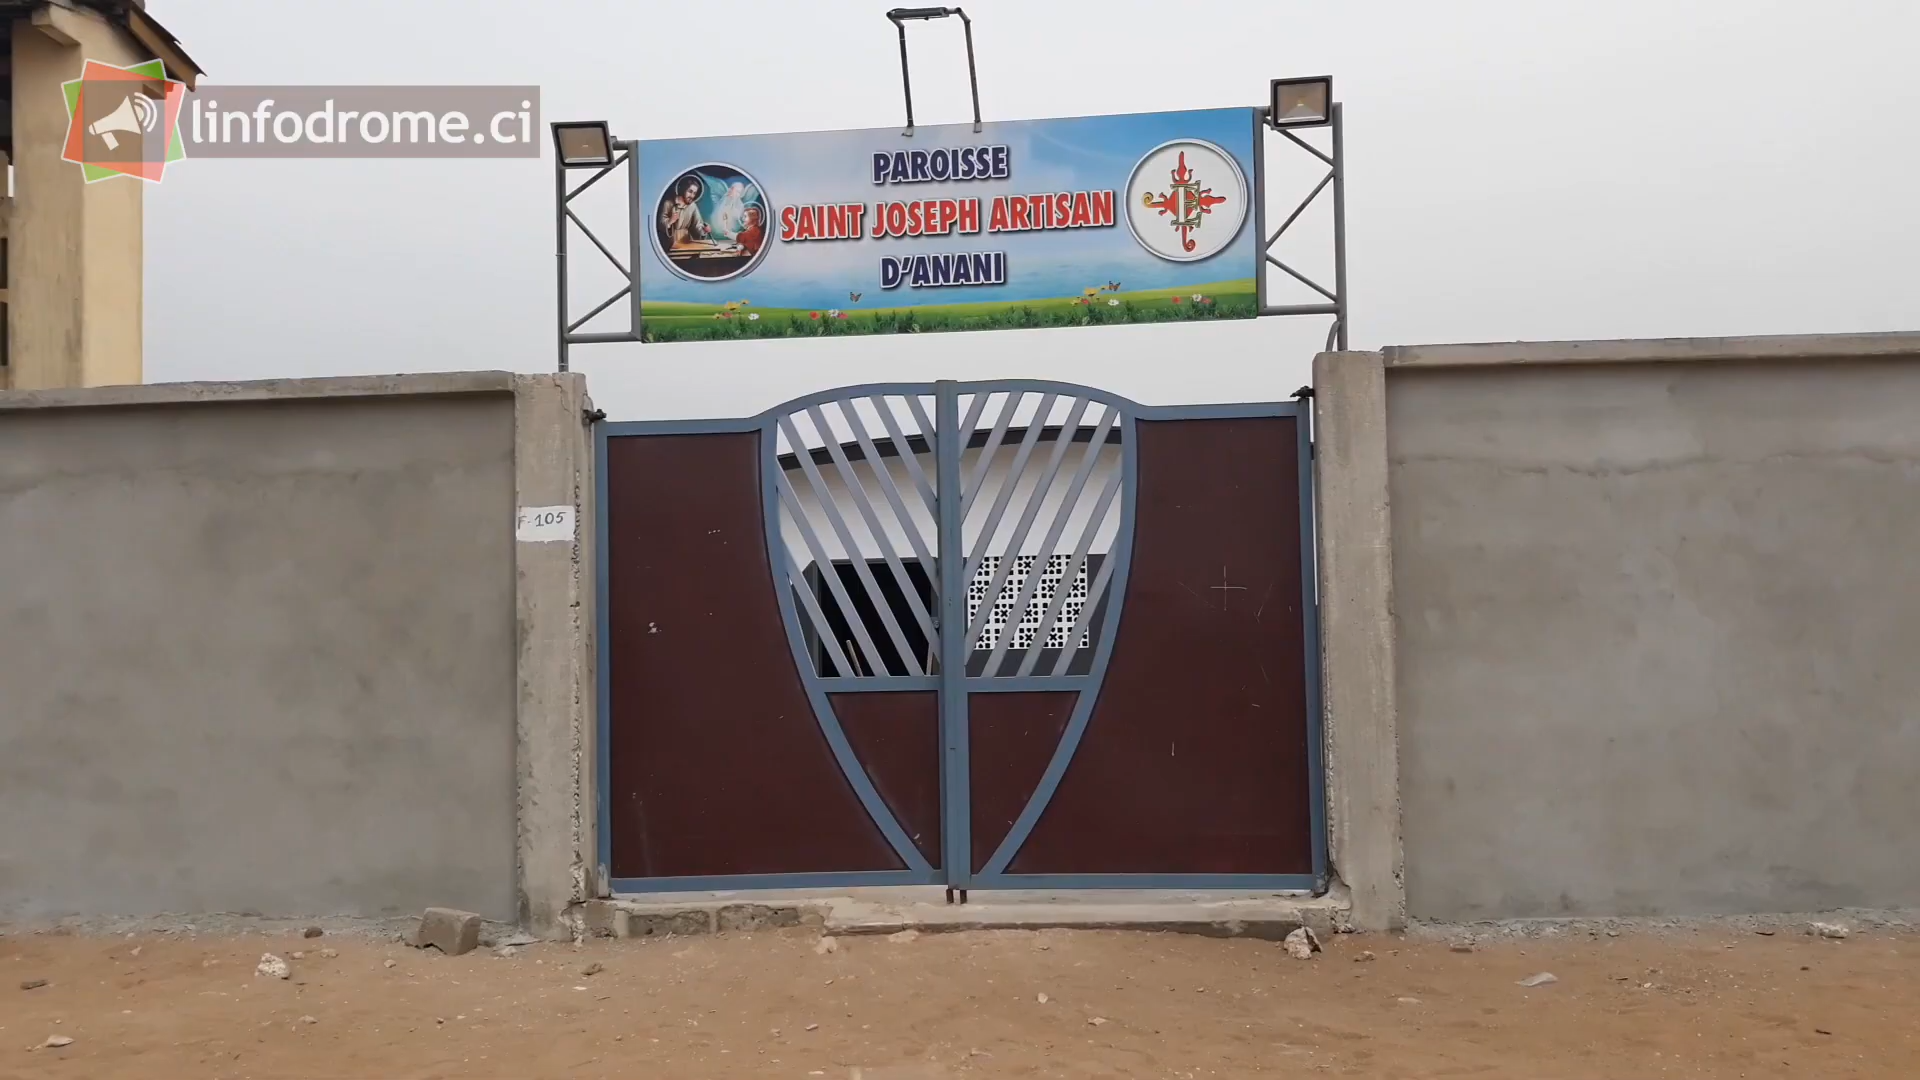 linfodrome.ci
PAROISSE
SAINT JOSEPH ARTISAN
D'ANANI
F-105